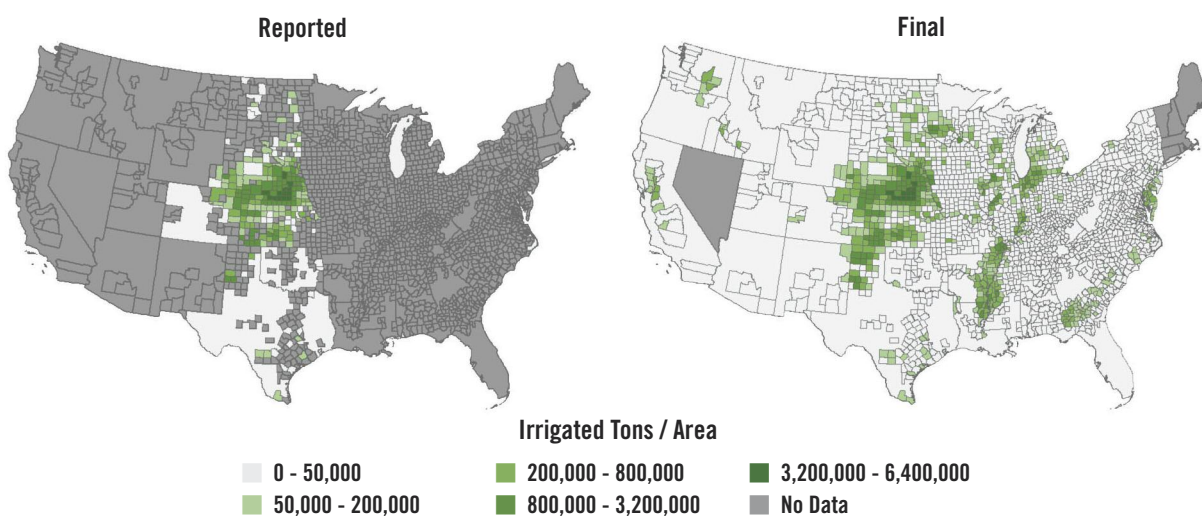 Reported
Final
Irrigated Tons / Area
0 - 50,000
200,000 - 800,000
3,200,000 - 6,400,000
50,000 - 200,000
800,000 - 3,200,000
No Data